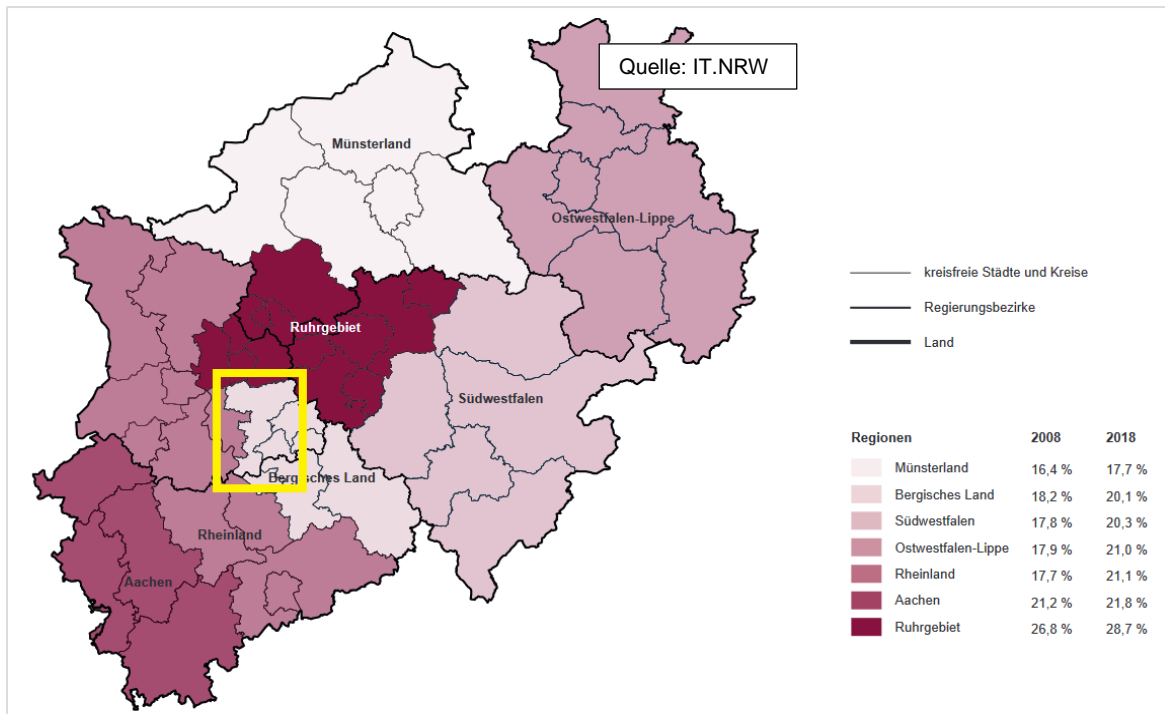 Quelle: IT.NRW
Münsterland
Ostwestfalen-Lippe
Ruhrgebiet
Südwestfalen
Bergisches Land
Rheinland
Aachen
kreisfreie Städte und Kreise
Regierungsbezirke
Land
Regionen 2008 2018
Münsterland 16,4 % 17,7 %
Bergisches Land 18,2 % 20,1 %
Südwestfalen 17,8 % 20,3 %
Ostwestfalen-Lippe 17,9 % 21,0 %
Rheinland 17,7 % 21,1 %
Aachen 21,2 % 21,8 %
Ruhrgebiet 26,8 % 28,7 %